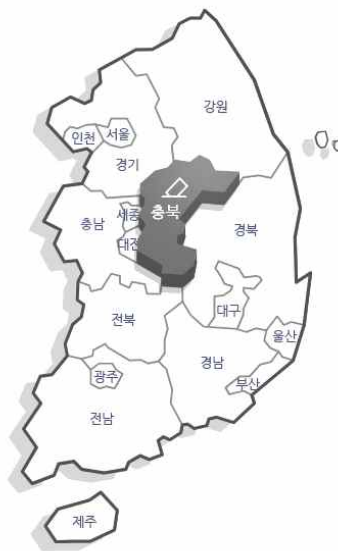 강원
인천
서울
경기
세종
충북
충남
대전
경북
대구
전북
울산
경남
광주
부산
전남
제주